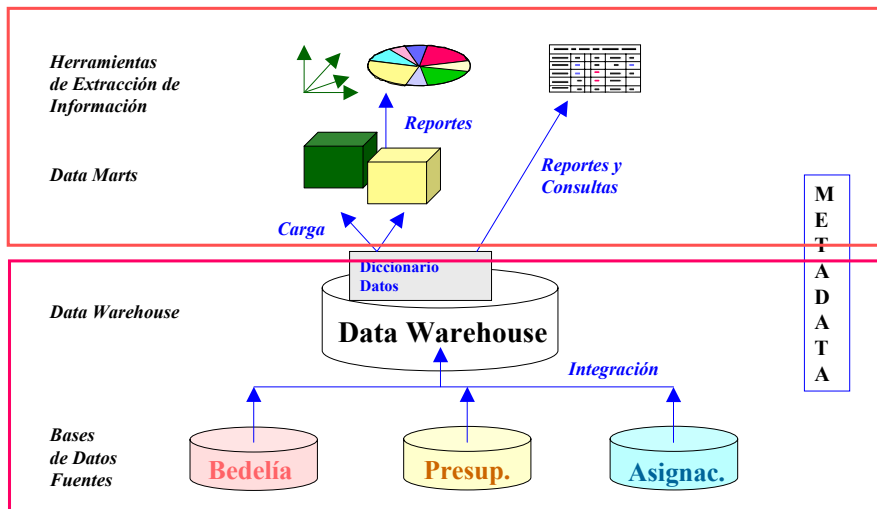 Herramientas
de Extracción de
Información
Reportes
Data Marts
Reportes y
Consultas
Carga
METADATA
Diccionario
Datos
Data Warehouse
Data Warehouse
Integración
Bases
de Datos
Fuentes
Bedelía
Presup.
Asignac.